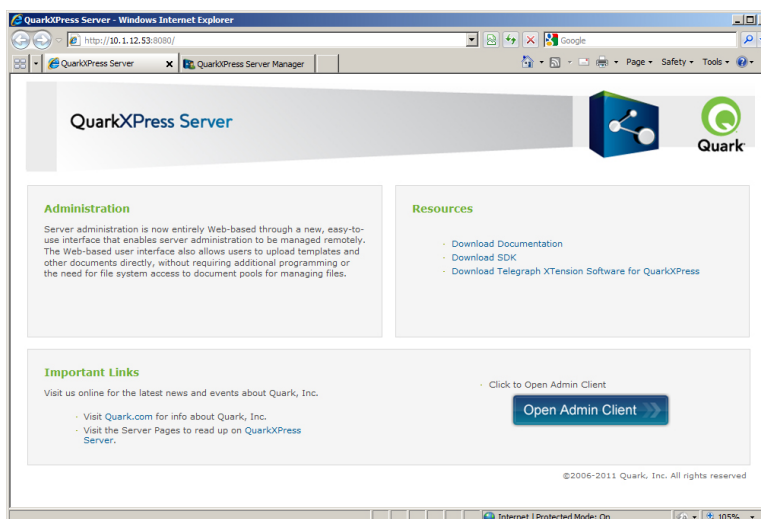 QuarkXPress Server - Windows Internet Explorer
http://10.1.12.53:8080/
Google
QuarkXPress Server
QuarkXPress Server Manager
Page
Safety
Tools
QuarkXPress Server
Quark
Administration
Server administration is now entirely Web-based through a new, easy-to-
use interface that enables server administration to be managed remotely.
The Web-based user interface also allows users to upload templates and
other documents directly, without requiring additional programming or
the need for file system access to document pools for managing files.
Resources
· Download Documentation
· Download SDK
· Download Telegraph XTension Software for QuarkXPress
Important Links
Visit us online for the latest news and events about Quark, Inc.
· Visit Quark.com for info about Quark, Inc.
· Visit the Server Pages to read up on QuarkXPress
Server.
· Click to Open Admin Client
Open Admin Client
©2006-2011 Quark, Inc. All rights reserved
Internet | Protected Mode: On
105%